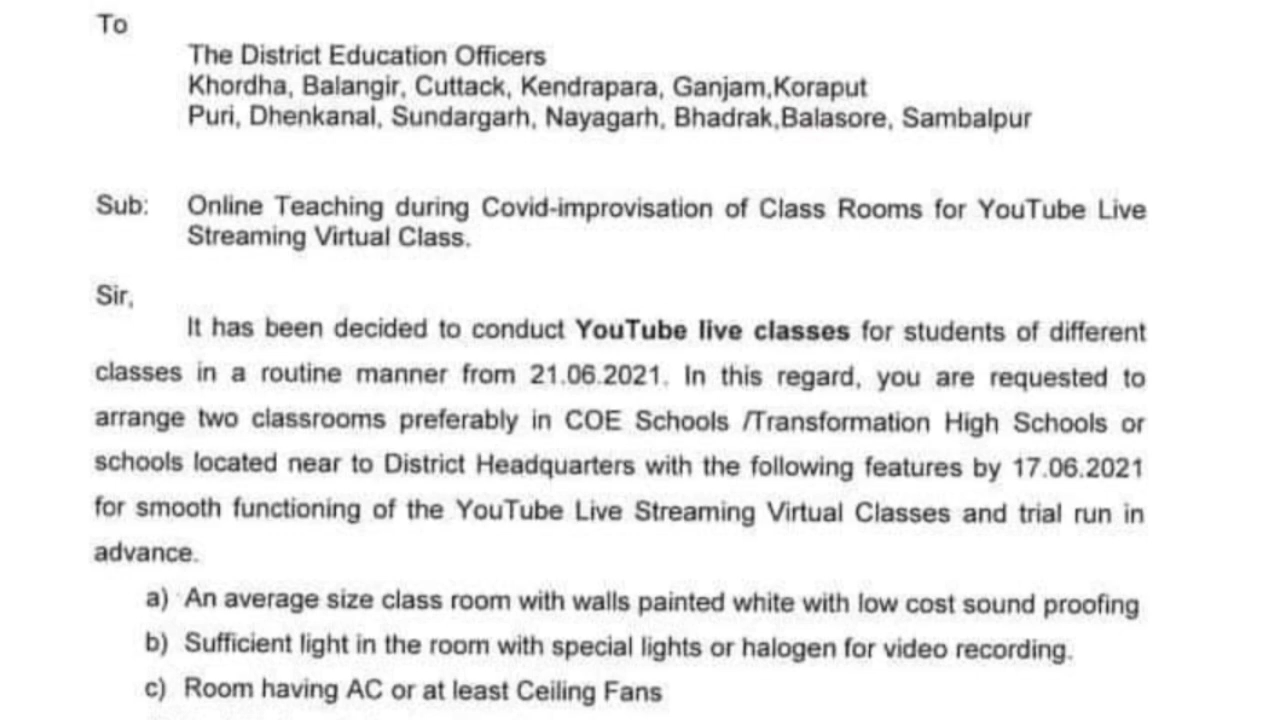 To
The District Education Officers
Khordha, Balangir, Cuttack, Kendrapara, Ganjam,Koraput
Puri, Dhenkanal, Sundargarh, Nayagarh, Bhadrak,Balasore, Sambalpur
Sub: Online Teaching during Covid-improvisation of Class Rooms for YouTube Live
Streaming Virtual Class.
Sir,
It has been decided to conduct YouTube live classes for students of different
classes in a routine manner from 21.06.2021. In this regard, you are requested to
arrange two classrooms preferably in COE Schools /Transformation High Schools or
schools located near to District Headquarters with the following features by 17.06.2021
for smooth functioning of the YouTube Live Streaming Virtual Classes and trial run in
advance.
a) An average size class room with walls painted white with low cost sound proofing
b) Sufficient light in the room with special lights or halogen for video recording.
c) Room having AC or at least Ceiling Fans